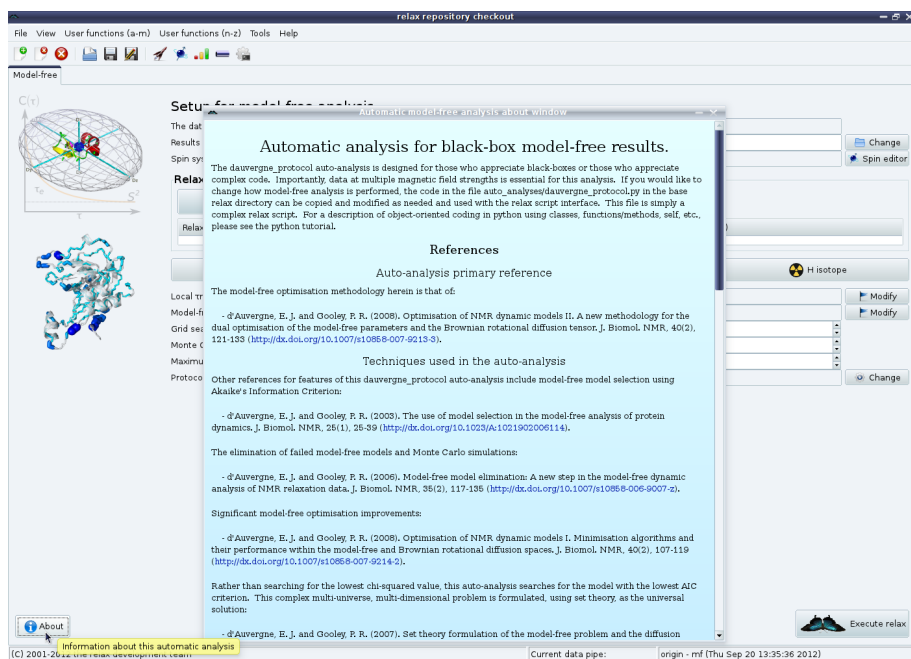 relax repository checkout
File View User functions (a-m) User functions (n-z) Tools Help
Model-free
C(τ)
S²
τe
τ
The dat
Results
Change
Spin sys
Spin editor
Relax
Relax
H isotope
Local τm
Modify
Model-fr
Modify
Grid sea
Monte C
Maximu
Protoco
Change
Automatic model-free analysis about window
Automatic analysis for black-box model-free results.
The dauvergne_protocol auto-analysis is designed for those who appreciate black-boxes or those who appreciate
complex code. Importantly, data at multiple magnetic field strengths is essential for this analysis. If you would like to
change how model-free analysis is performed, the code in the file auto_analyses/dauvergne_protocol.py in the base
relax directory can be copied and modified as needed and used with the relax script interface. This file is simply a
complex relax script. For a description of object-oriented coding in python using classes, functions/methods, self, etc.,
please see the python tutorial.
References
Auto-analysis primary reference
The model-free optimisation methodology herein is that of:
- d'Auvergne, E. J. and Gooley, P. R. (2008). Optimisation of NMR dynamic models II. A new methodology for the
dual optimisation of the model-free parameters and the Brownian rotational diffusion tensor. J. Biomol. NMR, 40(2),
121-133 (http://dx.doi.org/10.1007/s10858-007-9213-3).
Techniques used in the auto-analysis
Other references for features of this dauvergne_protocol auto-analysis include model-free model selection using
Akaike's Information Criterion:
- d'Auvergne, E. J. and Gooley, P. R. (2003). The use of model selection in the model-free analysis of protein
dynamics. J. Biomol. NMR, 25(1), 25-39 (http://dx.doi.org/10.1023/A:1021902006114).
The elimination of failed model-free models and Monte Carlo simulations:
- d'Auvergne, E. J. and Gooley, P. R. (2006). Model-free model elimination: A new step in the model-free dynamic
analysis of NMR relaxation data. J. Biomol. NMR, 35(2), 117-135 (http://dx.doi.org/10.1007/s10858-006-9007-z).
Significant model-free optimisation improvements:
- d'Auvergne, E. J. and Gooley, P. R. (2008). Optimisation of NMR dynamic models I. Minimisation algorithms and
their performance within the model-free and Brownian rotational diffusion spaces. J. Biomol. NMR, 40(2), 107-119
(http://dx.doi.org/10.1007/s10858-007-9214-2).
Rather than searching for the lowest chi-squared value, this auto-analysis searches for the model with the lowest AIC
criterion. This complex multi-universe, multi-dimensional problem is formulated, using set theory, as the universal
solution:
- d'Auvergne, E. J. and Gooley, P. R. (2007). Set theory formulation of the model-free problem and the diffusion
About
Execute relax
Information about this automatic analysis
(C) 2001-2012 the relax development team
Current data pipe:
origin - mf (Thu Sep 20 13:35:36 2012)